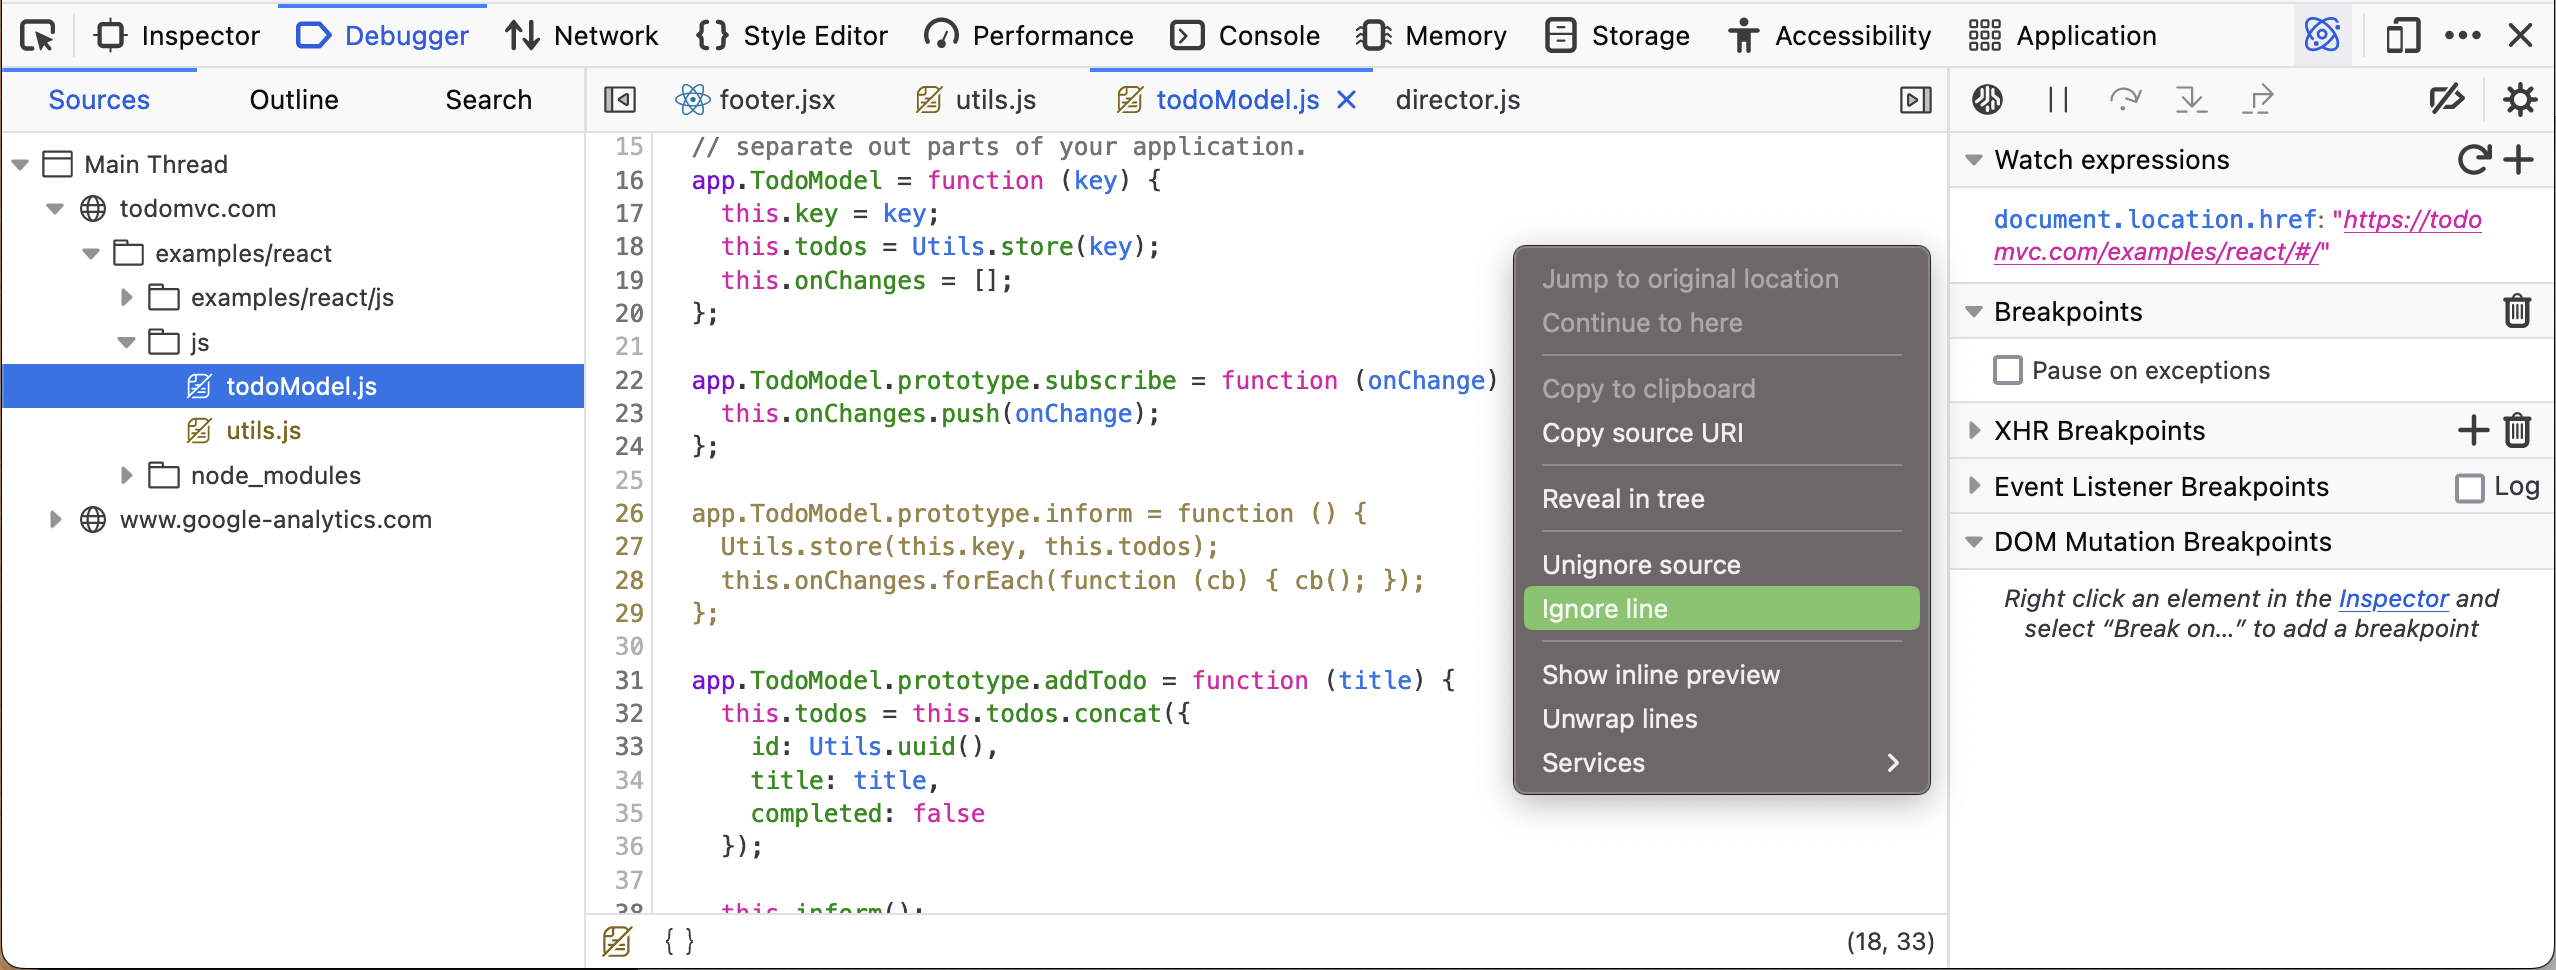 Inspector Debugger Network Style Editor Performance Console Memory Storage Accessibility Application
Sources Outline Search
Main Thread
todomvc.com
examples/react
examples/react/js
js
todoModel.js
utils.js
node_modules
www.google-analytics.com
footer.jsx utils.js todoModel.js director.js
15 // separate out parts of your application.
16 app.TodoModel = function (key) {
17 this.key = key;
18 this.todos = Utils.store(key);
19 this.onChanges = [];
20 };
21
22 app.TodoModel.prototype.subscribe = function (onChange)
23 this.onChanges.push(onChange);
24 };
25
26 app.TodoModel.prototype.inform = function () {
27 Utils.store(this.key, this.todos);
28 this.onChanges.forEach(function (cb) { cb(); });
29 };
30
31 app.TodoModel.prototype.addTodo = function (title) {
32 this.todos = this.todos.concat({
33 id: Utils.uuid(),
34 title: title,
35 completed: false
36 });
37
38 this.inform();
{ } (18, 33)
Jump to original location
Continue to here
Copy to clipboard
Copy source URI
Reveal in tree
Unignore source
Ignore line
Show inline preview
Unwrap lines
Services
Watch expressions
document.location.href: "https://todo
mvc.com/examples/react/#/"
Breakpoints
Pause on exceptions
XHR Breakpoints
Event Listener Breakpoints Log
DOM Mutation Breakpoints
Right click an element in the Inspector and
select “Break on…” to add a breakpoint